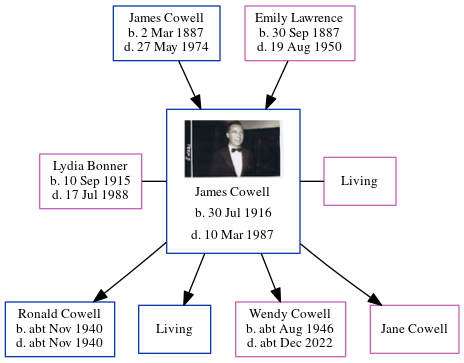 James Cowell
b. 2 Mar 1887
d. 27 May 1974
Emily Lawrence
b. 30 Sep 1887
d. 19 Aug 1950
Lydia Bonner
b. 10 Sep 1915
d. 17 Jul 1988
James Cowell
b. 30 Jul 1916
d. 10 Mar 1987
Living
Ronald Cowell
b. abt Nov 1940
d. abt Nov 1940
Living
Wendy Cowell
b. abt Aug 1946
d. abt Dec 2022
Jane Cowell